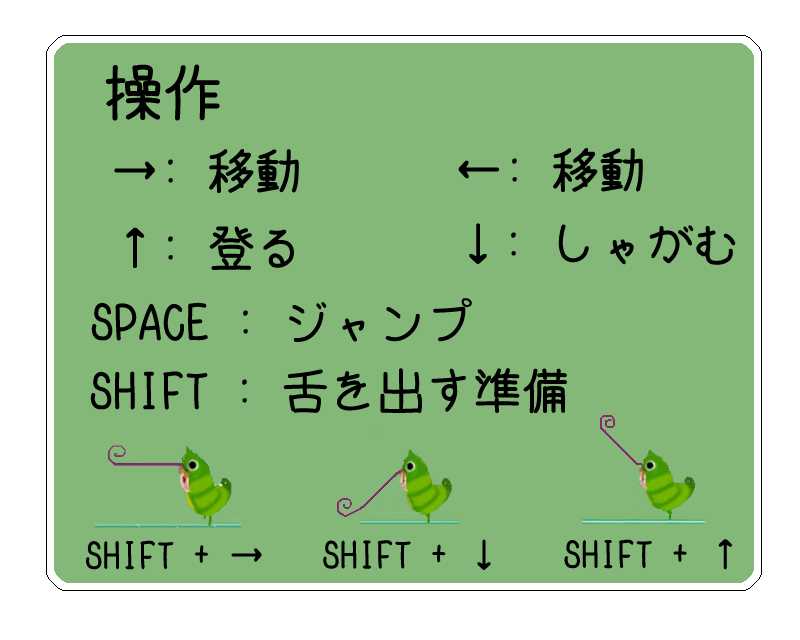 操作
→： 移動 ←： 移動
↑： 登る ↓： しゃがむ
SPACE ： ジャンプ
SHIFT ： 舌を出す準備
SHIFT + → SHIFT + ↓ SHIFT + ↑